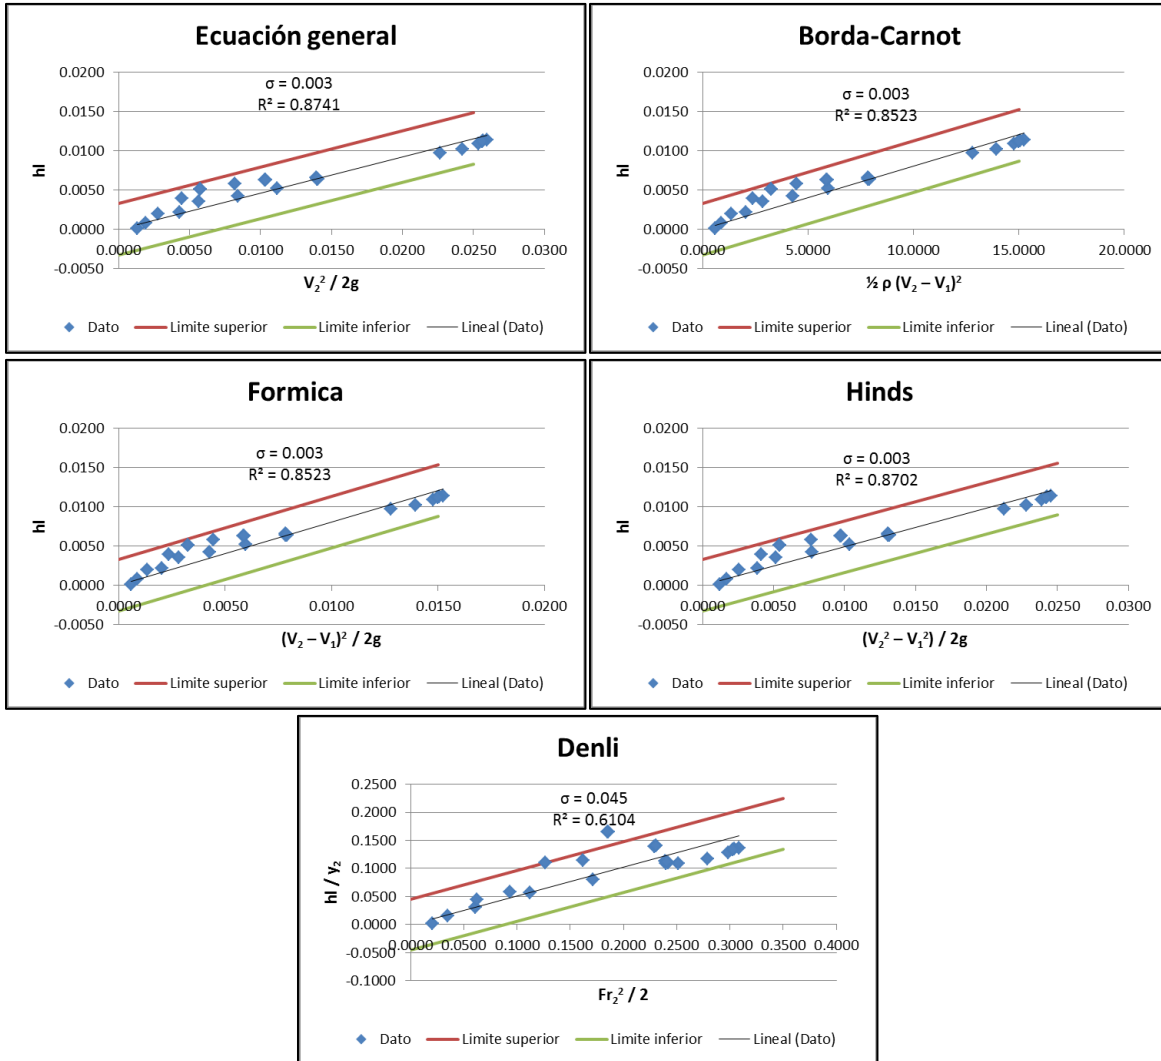 Ecuación general
σ = 0.003
R² = 0.8741
0.0200
0.0150
0.0100
0.0050
0.0000
-0.0050
hl
0.0000 0.0050 0.0100 0.0150 0.0200 0.0250 0.0300
V₂² / 2g
Dato Limite superior Limite inferior Lineal (Dato)
Borda-Carnot
σ = 0.003
R² = 0.8523
0.0200
0.0150
0.0100
0.0050
0.0000
-0.0050
hl
0.0000 5.0000 10.0000 15.0000 20.0000
½ ρ (V₂ – V₁)²
Dato Limite superior Limite inferior Lineal (Dato)
Formica
σ = 0.003
R² = 0.8523
0.0200
0.0150
0.0100
0.0050
0.0000
-0.0050
hl
0.0000 0.0050 0.0100 0.0150 0.0200
(V₂ – V₁)² / 2g
Dato Limite superior Limite inferior Lineal (Dato)
Hinds
σ = 0.003
R² = 0.8702
0.0200
0.0150
0.0100
0.0050
0.0000
-0.0050
hl
0.0000 0.0050 0.0100 0.0150 0.0200 0.0250 0.0300
(V₂² – V₁²) / 2g
Dato Limite superior Limite inferior Lineal (Dato)
Denli
σ = 0.045
R² = 0.6104
0.2500
0.2000
0.1500
0.1000
0.0500
0.0000
-0.0500
-0.1000
hl / y₂
0.0000 0.0500 0.1000 0.1500 0.2000 0.2500 0.3000 0.3500 0.4000
Fr₂² / 2
Dato Limite superior Limite inferior Lineal (Dato)